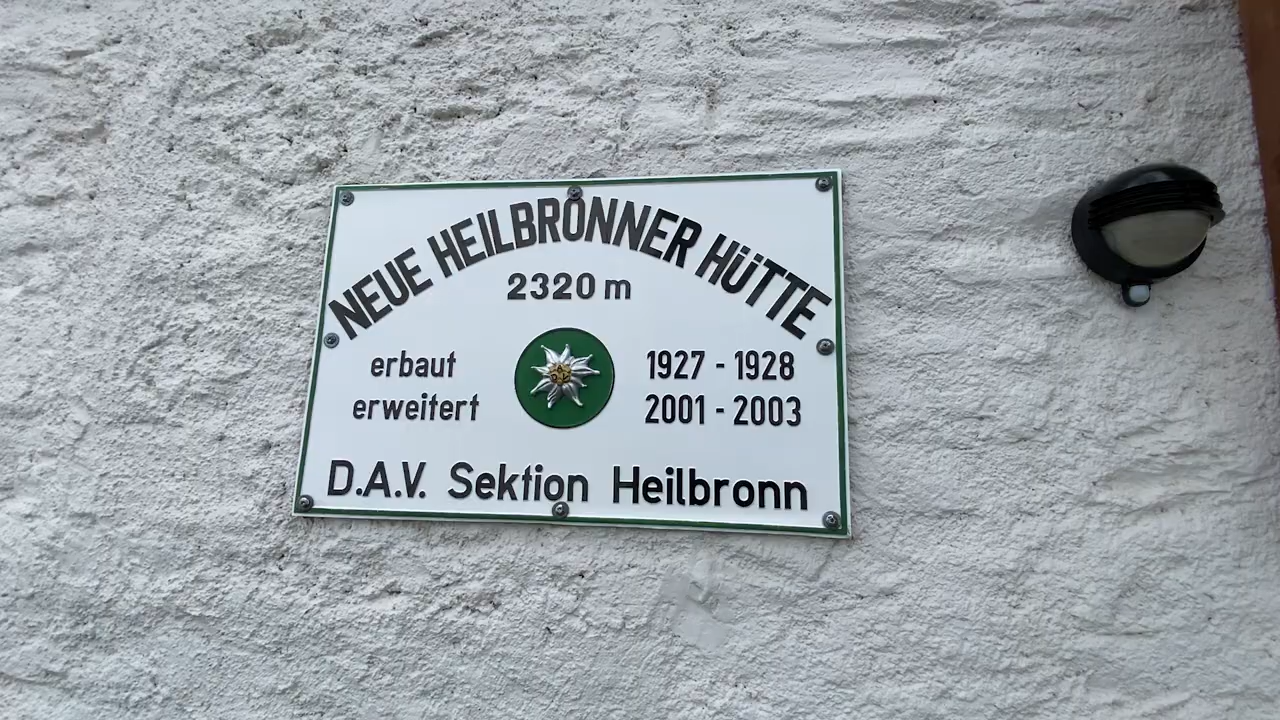 NEUE HEILBRONNER HÜTTE
2320 m
erbaut 1927 - 1928
erweitert 2001 - 2003
D.A.V. Sektion Heilbronn